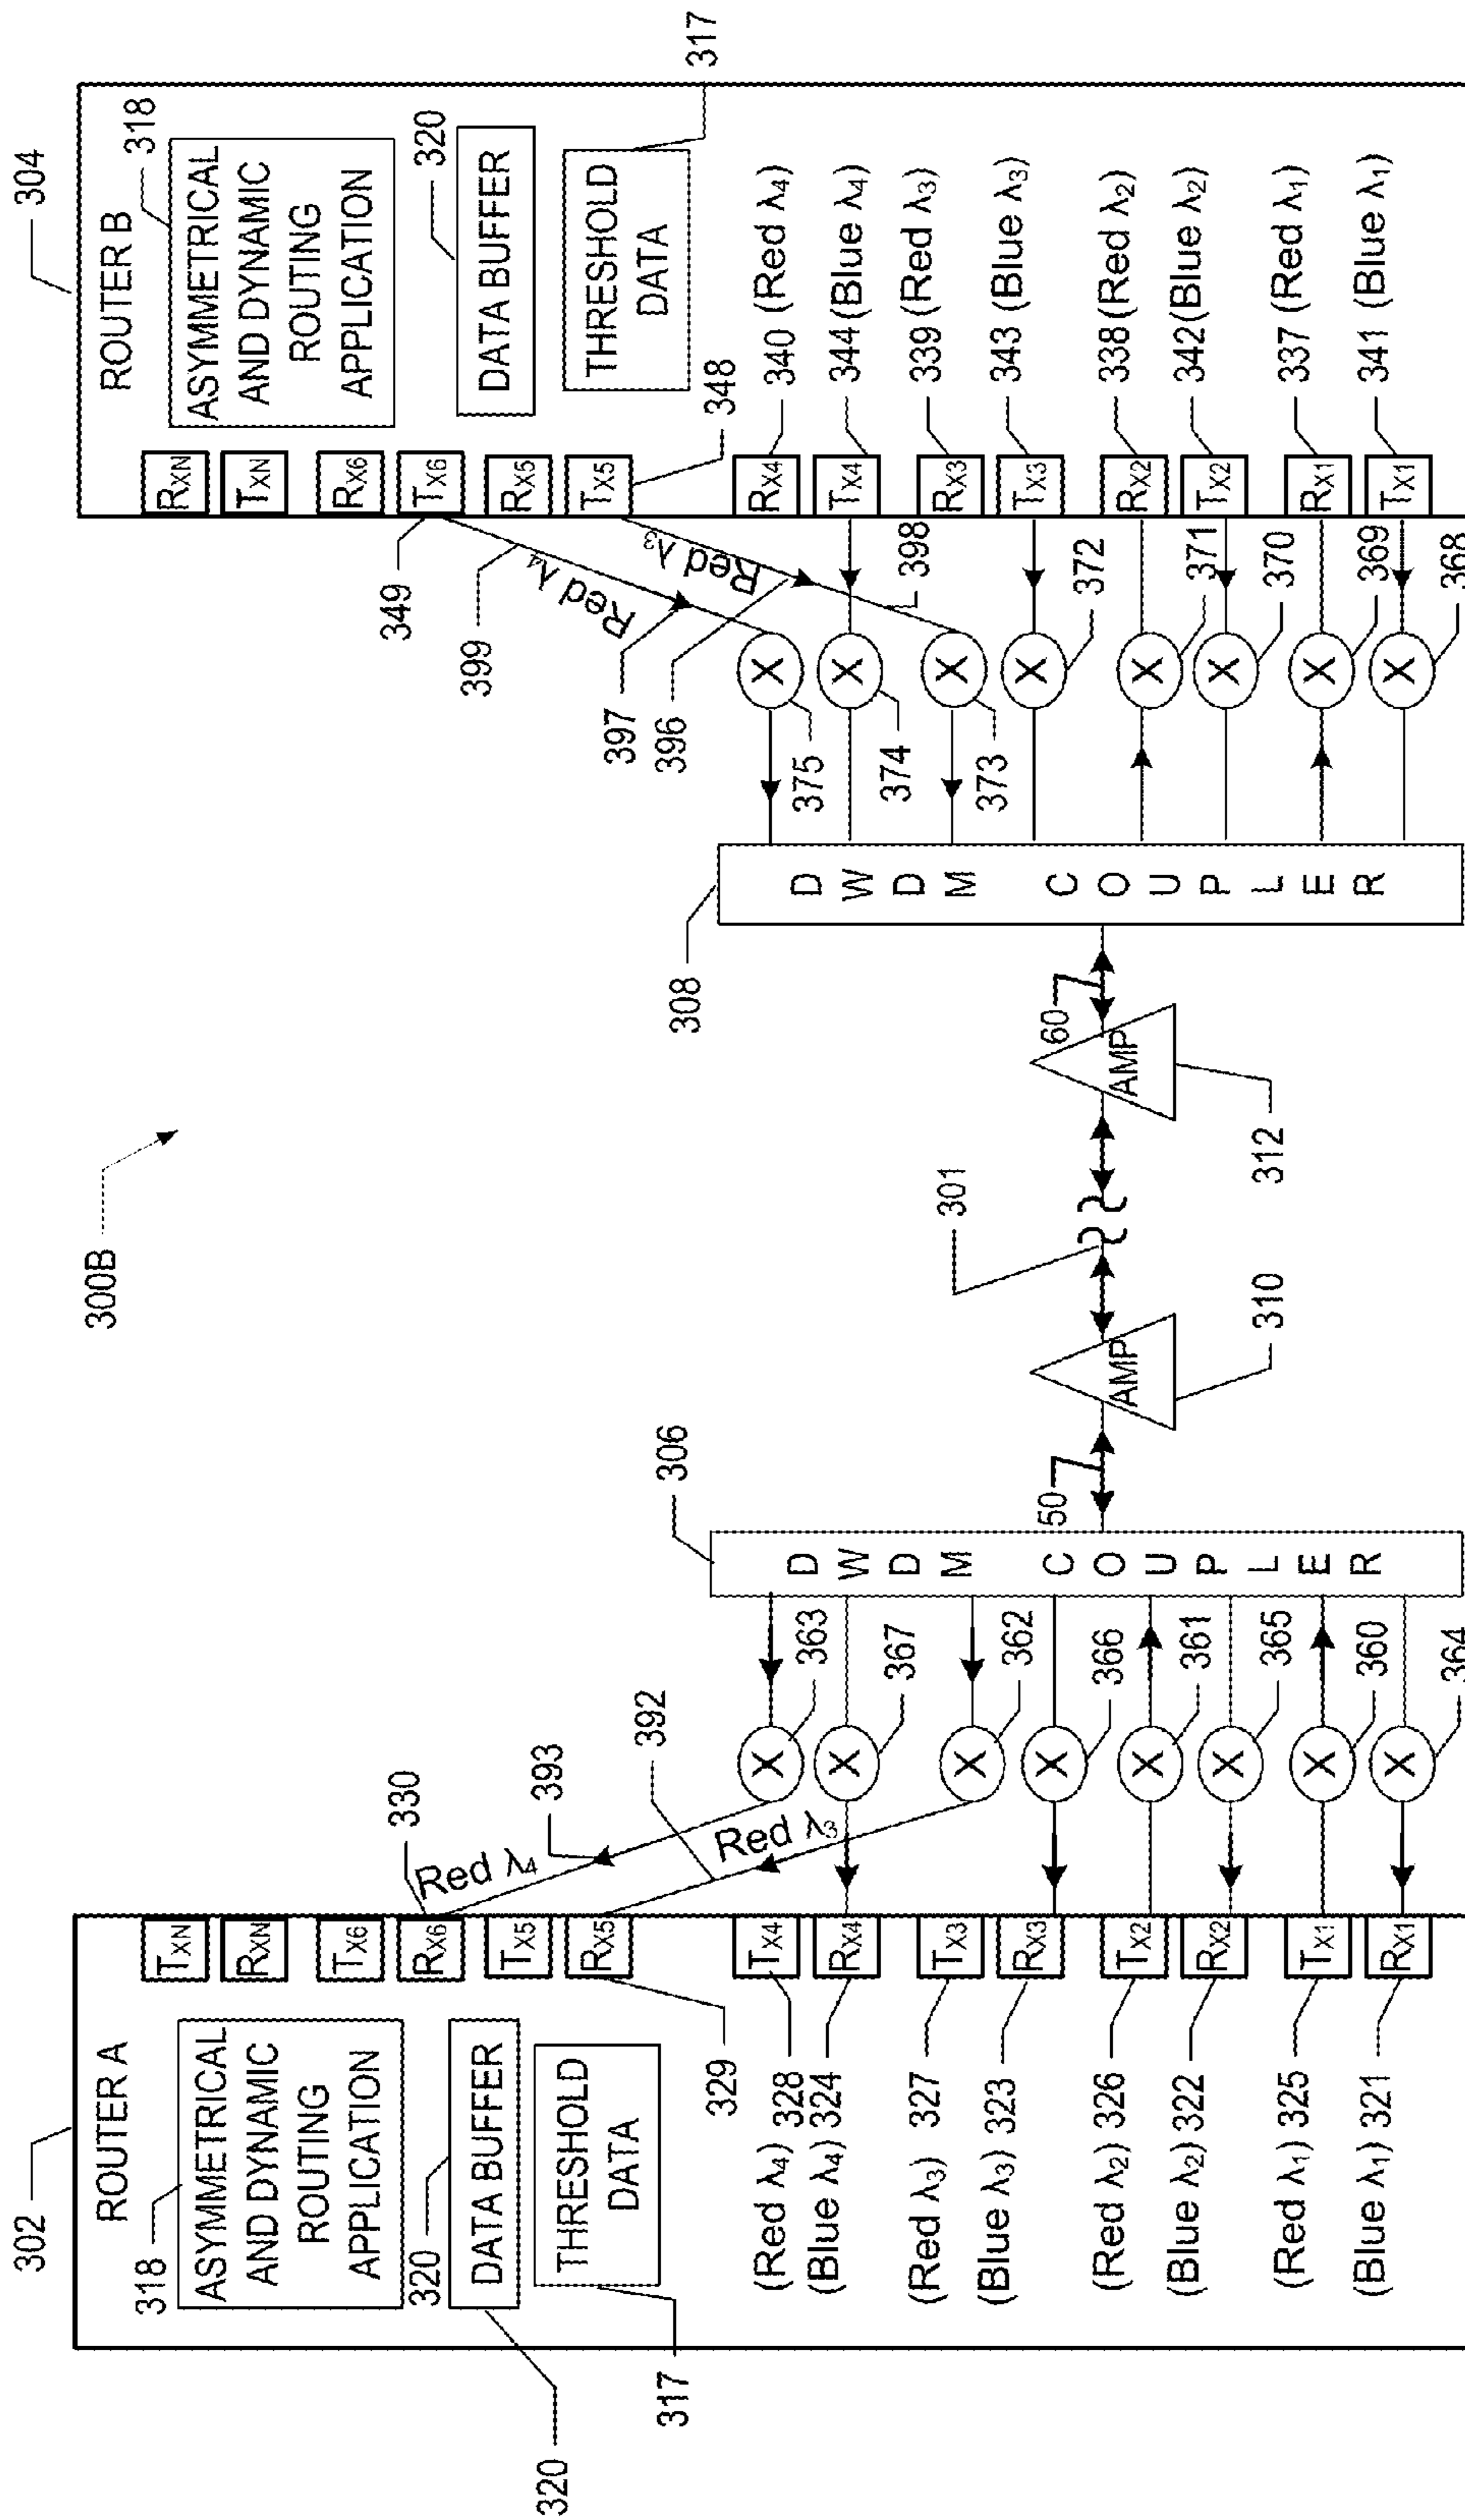 300B
302
ROUTER A
318
ASYMMETRICAL
AND DYNAMIC
ROUTING
APPLICATION
320
DATA BUFFER
320
THRESHOLD
DATA
317
TXN
RXN
TX6
RX6
TX5
RX5
TX4
RX4
TX3
RX3
TX2
RX2
TX1
RX1
330
329
(Red λ4) 328
(Blue λ4) 324
(Red λ3) 327
(Blue λ3) 323
(Red λ2) 326
(Blue λ2) 322
(Red λ1) 325
(Blue λ1) 321
Red λ4
393
Red λ3
392
X
363
X
367
X
362
X
366
X
361
X
365
X
360
X
364
306
DWDM COUPLER
50
AMP
310
301
AMP
312
60
308
DWDM COUPLER
X
375
X
374
X
373
X
372
X
371
X
370
X
369
X
368
397
396
399
Red λ4
Red λ3
398
349
304
ROUTER B
318
ASYMMETRICAL
AND DYNAMIC
ROUTING
APPLICATION
320
DATA BUFFER
THRESHOLD
DATA
317
RXN
TXN
RX6
TX6
RX5
TX5
348
RX4
340 (Red λ4)
TX4
344 (Blue λ4)
RX3
339 (Red λ3)
TX3
343 (Blue λ3)
RX2
338 (Red λ2)
TX2
342 (Blue λ2)
RX1
337 (Red λ1)
TX1
341 (Blue λ1)